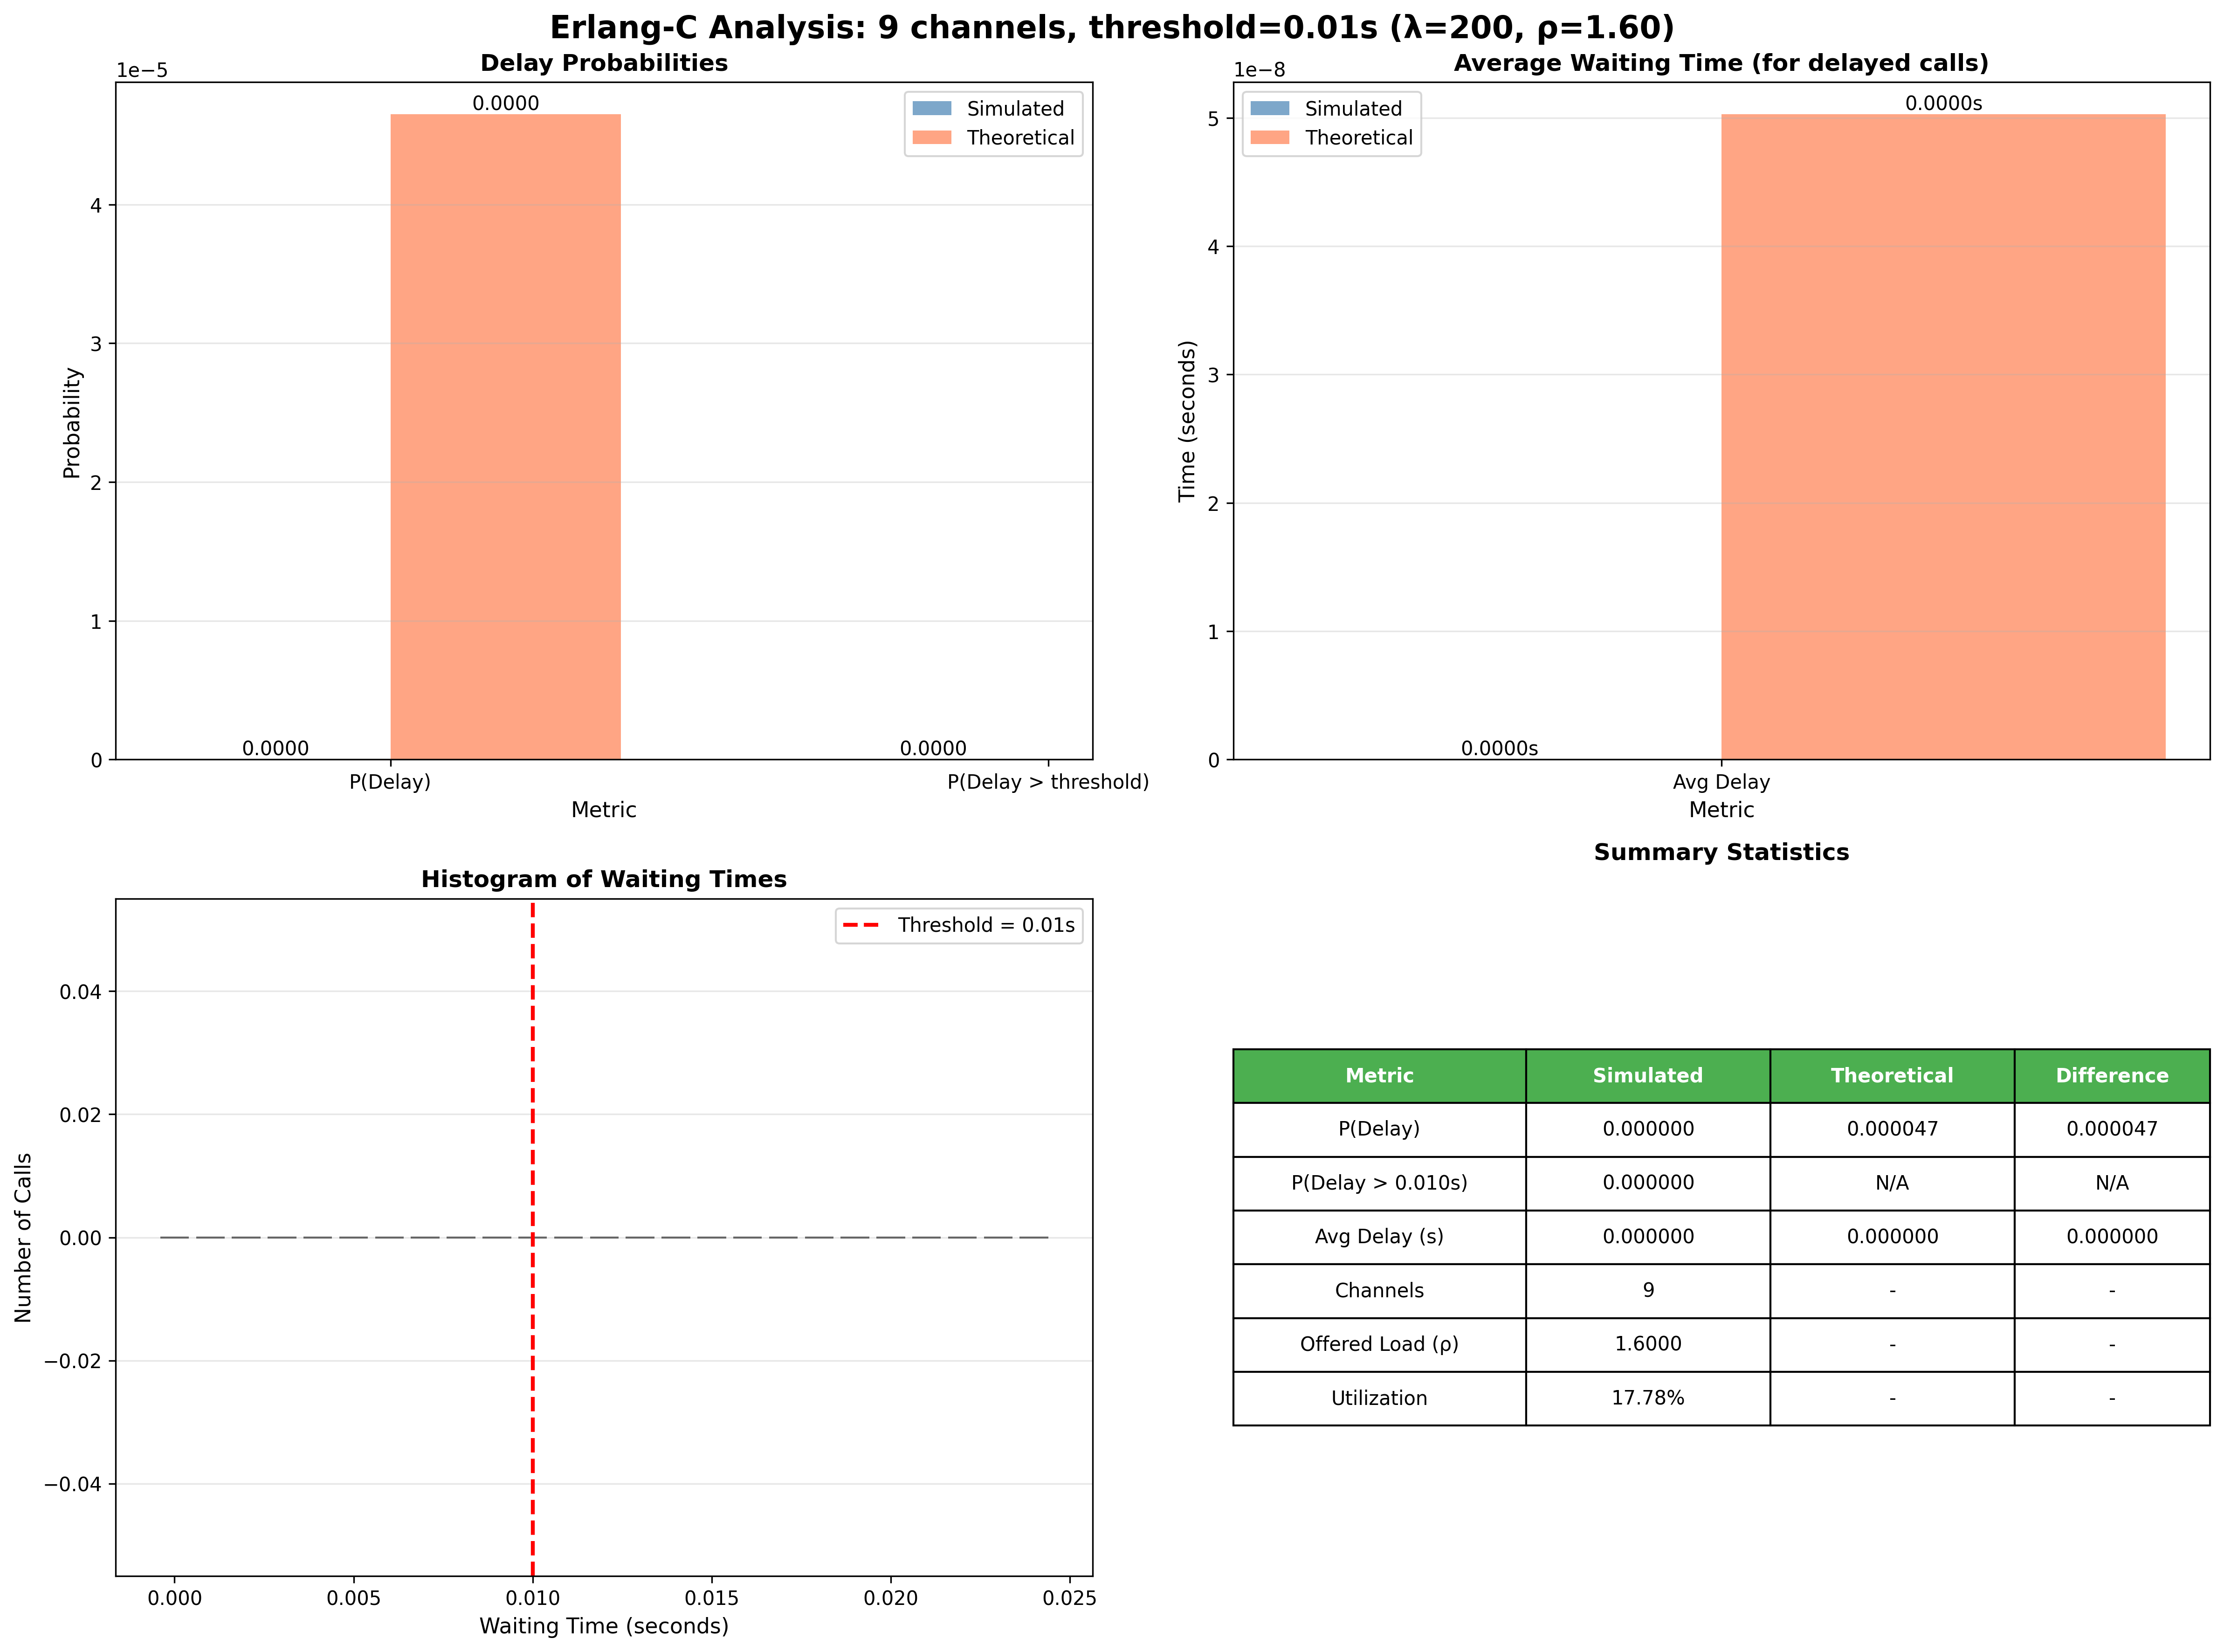 Erlang-C Analysis: 9 channels, threshold=0.01s (λ=200, ρ=1.60)
Delay Probabilities
1e−5
Simulated
Theoretical
0.0000
0.0000
0.0000
4
3
2
1
0
Probability
P(Delay)
P(Delay > threshold)
Metric
Average Waiting Time (for delayed calls)
1e−8
Simulated
Theoretical
0.0000s
0.0000s
5
4
3
2
1
0
Time (seconds)
Avg Delay
Metric
Histogram of Waiting Times
Threshold = 0.01s
0.04
0.02
0.00
−0.02
−0.04
Number of Calls
0.000 0.005 0.010 0.015 0.020 0.025
Waiting Time (seconds)
Summary Statistics
Metric Simulated Theoretical Difference
P(Delay) 0.000000 0.000047 0.000047
P(Delay > 0.010s) 0.000000 N/A N/A
Avg Delay (s) 0.000000 0.000000 0.000000
Channels 9 - -
Offered Load (ρ) 1.6000 - -
Utilization 17.78% - -